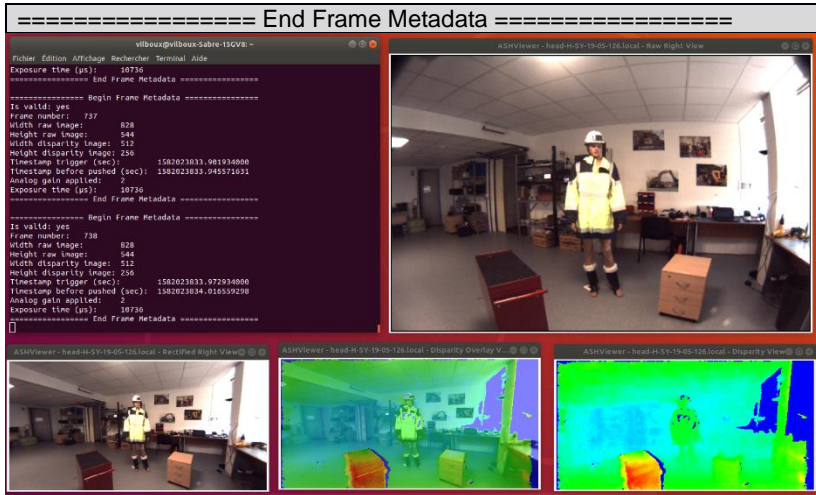 ================= End Frame Metadata =================
vilboux@vilboux-Sabre-15GV8: ~
Fichier Édition Affichage Rechercher Terminal Aide
Exposure time (µs): 10736
================ End Frame Metadata =================
================ Begin Frame Metadata ================
Is valid: yes
Frame number: 737
Width raw image: 828
Height raw image: 544
Width disparity image: 512
Height disparity image: 256
Timestamp trigger (sec): 1582023833.901934000
Timestamp before pushed (sec): 1582023833.945571631
Analog gain applied: 2
Exposure time (µs): 10736
================ End Frame Metadata =================
================ Begin Frame Metadata ================
Is valid: yes
Frame number: 738
Width raw image: 828
Height raw image: 544
Width disparity image: 512
Height disparity image: 256
Timestamp trigger (sec): 1582023833.972934000
Timestamp before pushed (sec): 1582023834.016559298
Analog gain applied: 2
Exposure time (µs): 10736
================ End Frame Metadata =================
ASHViewer - head-H-SY-19-05-126.local - Raw Right View
ASHViewer - head-H-SY-19-05-126.local - Rectified Right View
ASHViewer - head-H-SY-19-05-126.local - Disparity Overlay V...
ASHViewer - head-H-SY-19-05-126.local - Disparity View